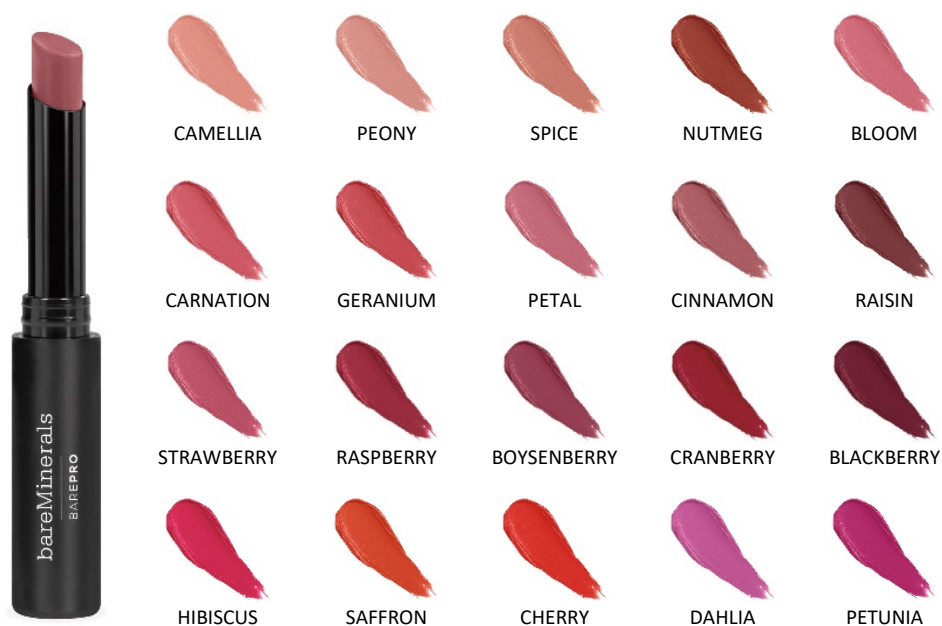 CAMELLIA PEONY SPICE NUTMEG BLOOM
CARNATION GERANIUM PETAL CINNAMON RAISIN
STRAWBERRY RASPBERRY BOYSENBERRY CRANBERRY BLACKBERRY
HIBISCUS SAFFRON CHERRY DAHLIA PETUNIA
bareMinerals
BAREPRO